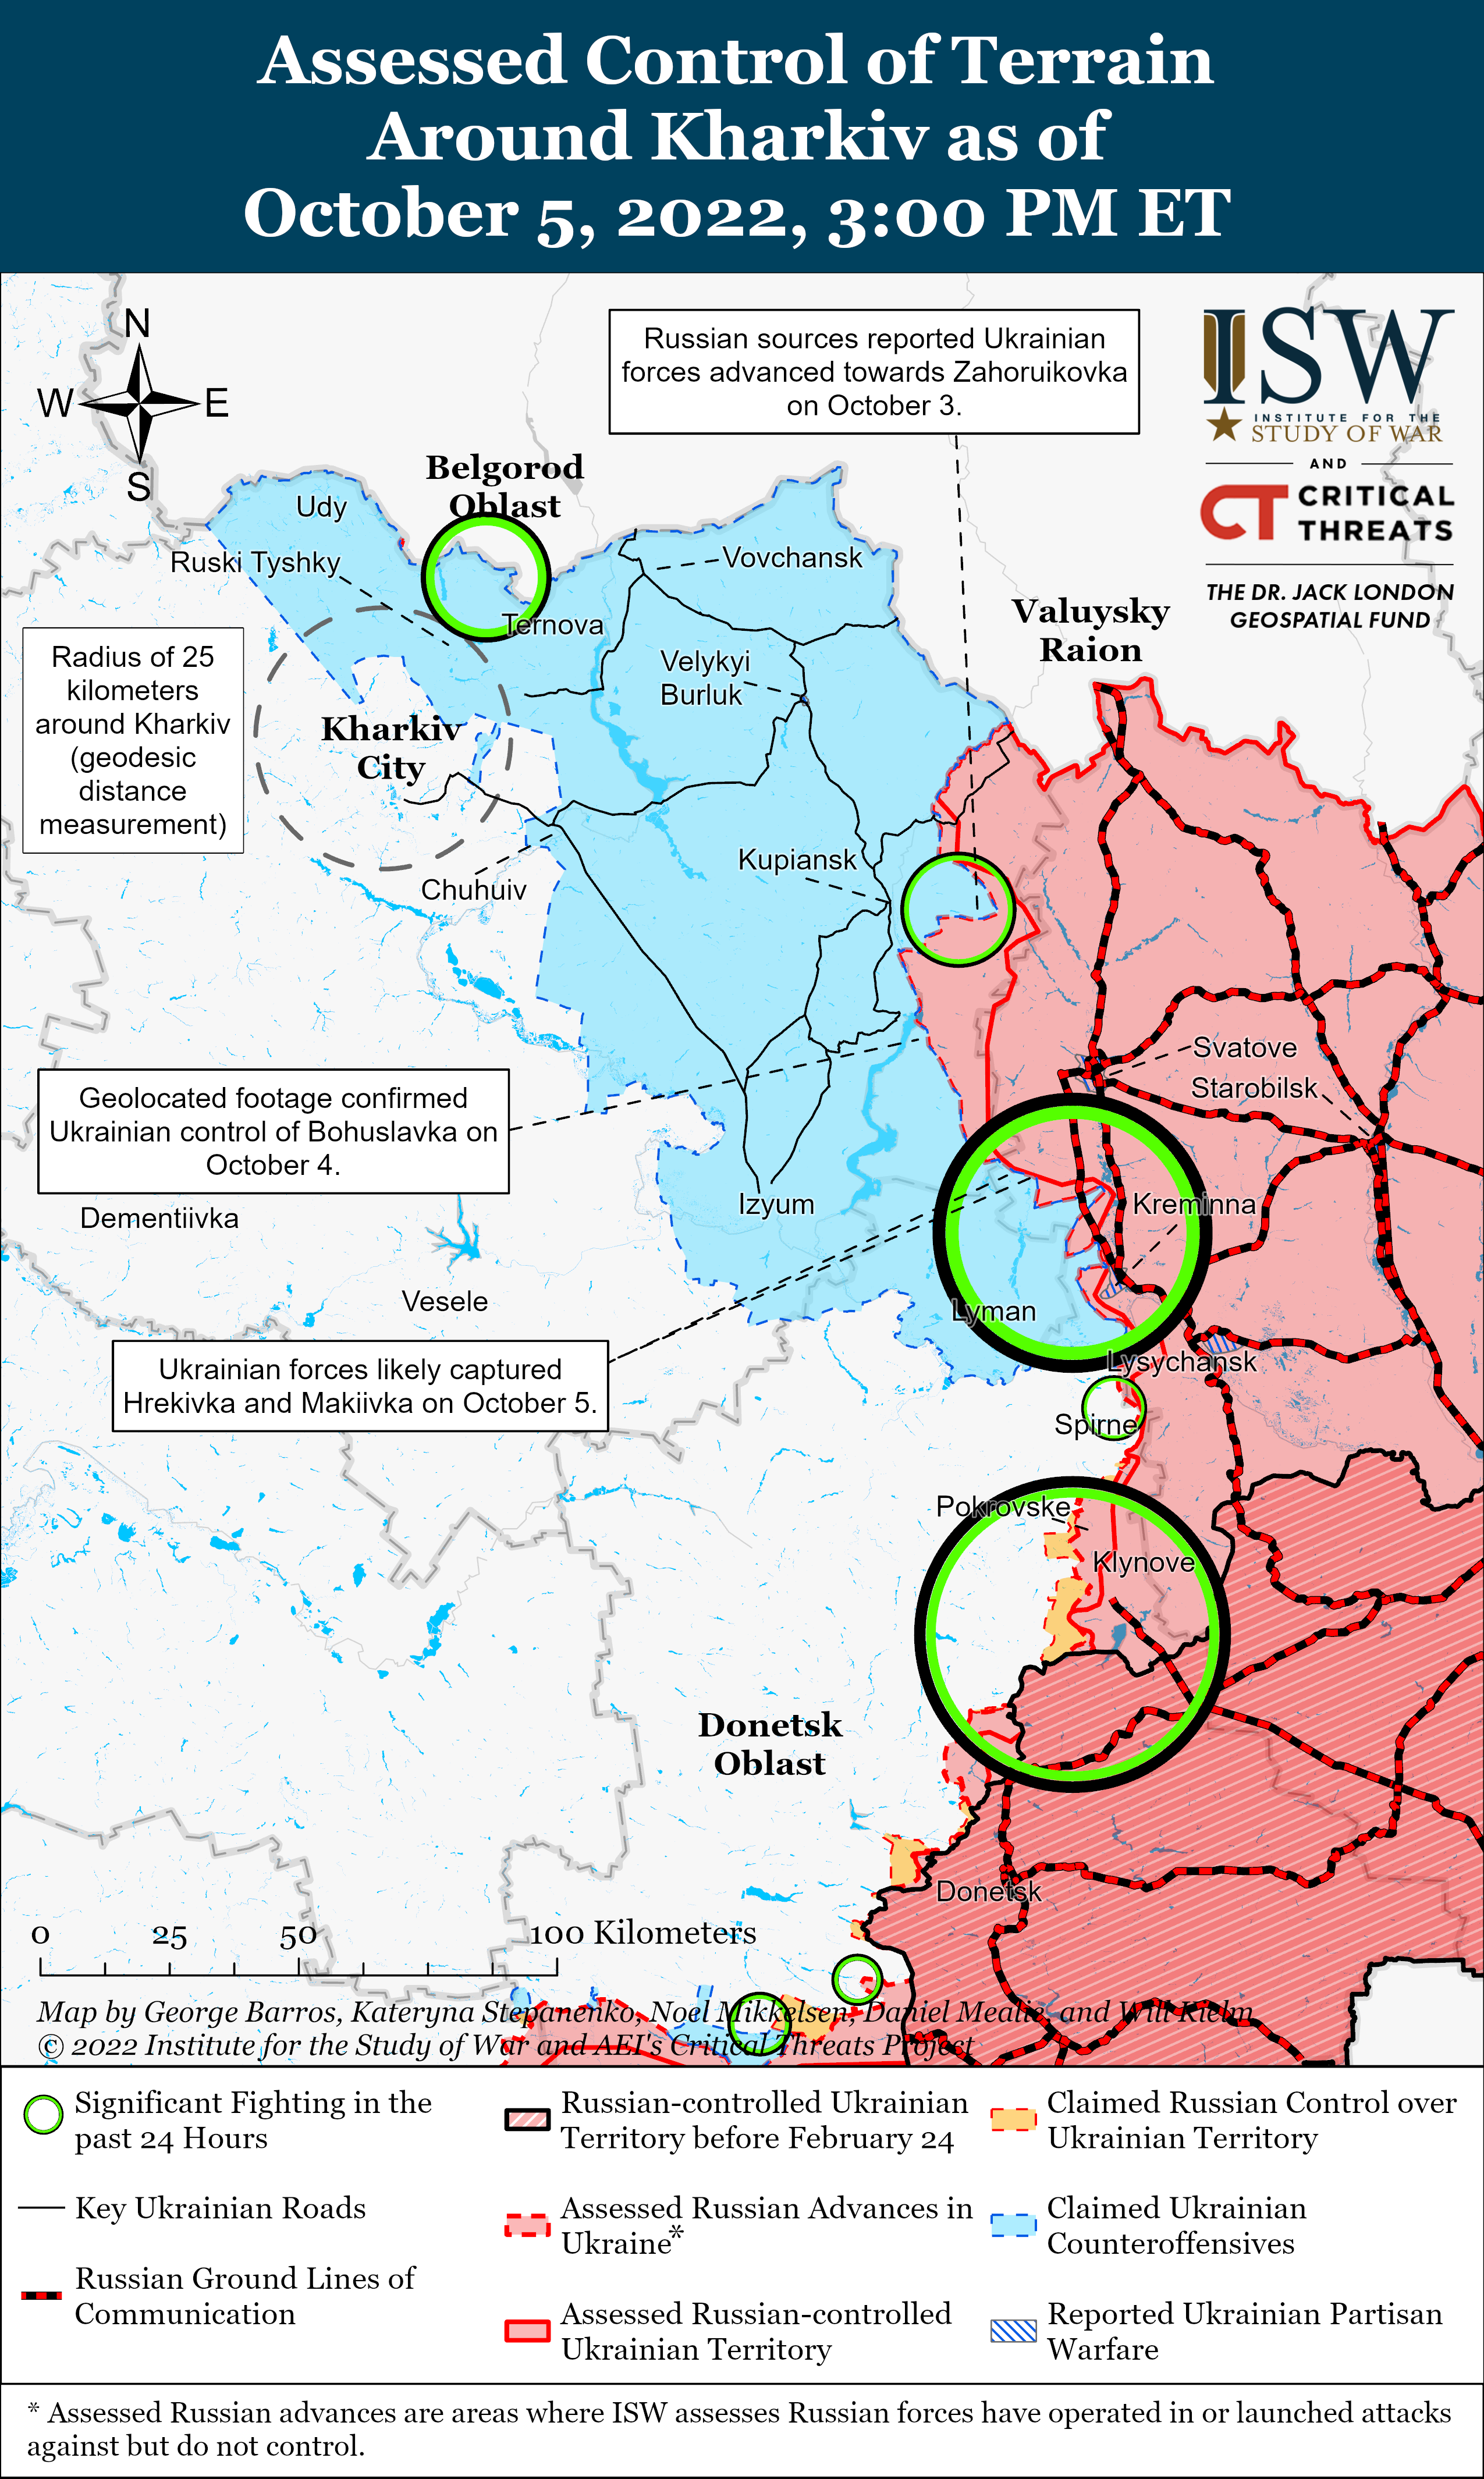 Assessed Control of Terrain
Around Kharkiv as of
October 5, 2022, 3:00 PM ET
N
W
E
S
Russian sources reported Ukrainian
forces advanced towards Zahoruikovka
on October 3.
ISW
INSTITUTE FOR THE
STUDY OF WAR
AND
CT CRITICAL
THREATS
THE DR. JACK LONDON
GEOSPATIAL FUND
Belgorod
Oblast
Udy
Ruski Tyshky
Vovchansk
Ternova
Valuysky
Raion
Radius of 25
kilometers
around Kharkiv
(geodesic
distance
measurement)
Velykyi
Burluk
Kharkiv
City
Kupiansk
Chuhuiv
Svatove
Starobilsk
Geolocated footage confirmed
Ukrainian control of Bohuslavka on
October 4.
Dementiivka
Izyum
Kreminna
Vesele
Lyman
Ukrainian forces likely captured
Hrekivka and Makiivka on October 5.
Lysychansk
Spirne
Pokrovske
Klynove
Donetsk
Oblast
Donetsk
0 25 50 100 Kilometers
Map by George Barros, Kateryna Stepanenko, Noel Mikkelsen, Daniel Mealie, and Will Kielm
© 2022 Institute for the Study of War and AEI's Critical Threats Project
Significant Fighting in the
past 24 Hours
Key Ukrainian Roads
Russian Ground Lines of
Communication
Russian-controlled Ukrainian
Territory before February 24
Assessed Russian Advances in
Ukraine*
Assessed Russian-controlled
Ukrainian Territory
Claimed Russian Control over
Ukrainian Territory
Claimed Ukrainian
Counteroffensives
Reported Ukrainian Partisan
Warfare
* Assessed Russian advances are areas where ISW assesses Russian forces have operated in or launched attacks
against but do not control.